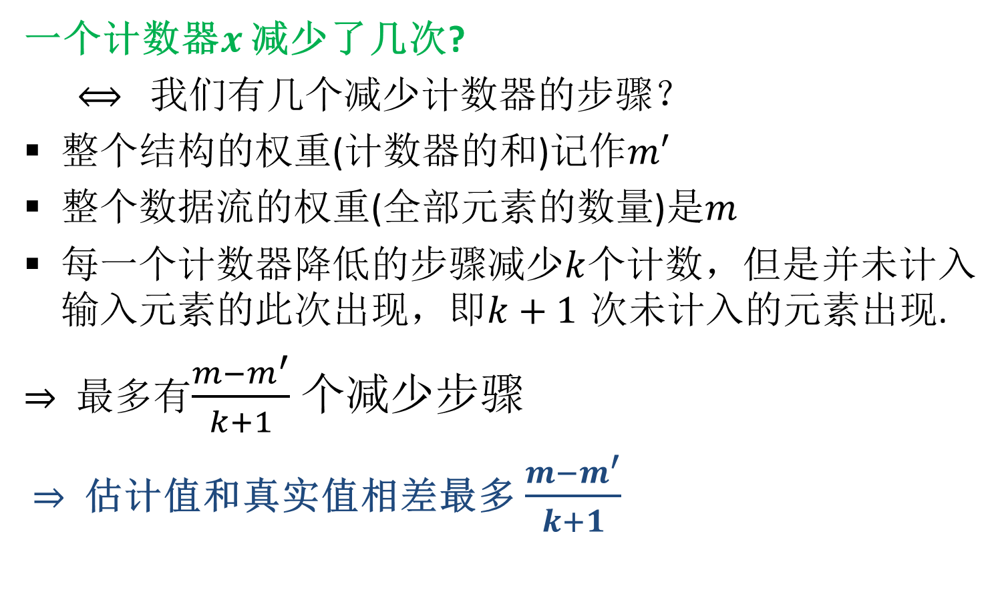 一个计数器x 减少了几次?
⟺ 我们有几个减少计数器的步骤？
▪ 整个结构的权重(计数器的和)记作m′
▪ 整个数据流的权重(全部元素的数量)是m
▪ 每一个计数器降低的步骤减少k个计数，但是并未计入
输入元素的此次出现，即k + 1 次未计入的元素出现.
⇒ 最多有(m−m′)/(k+1) 个减少步骤
⇒ 估计值和真实值相差最多 (m−m′)/(k+1)